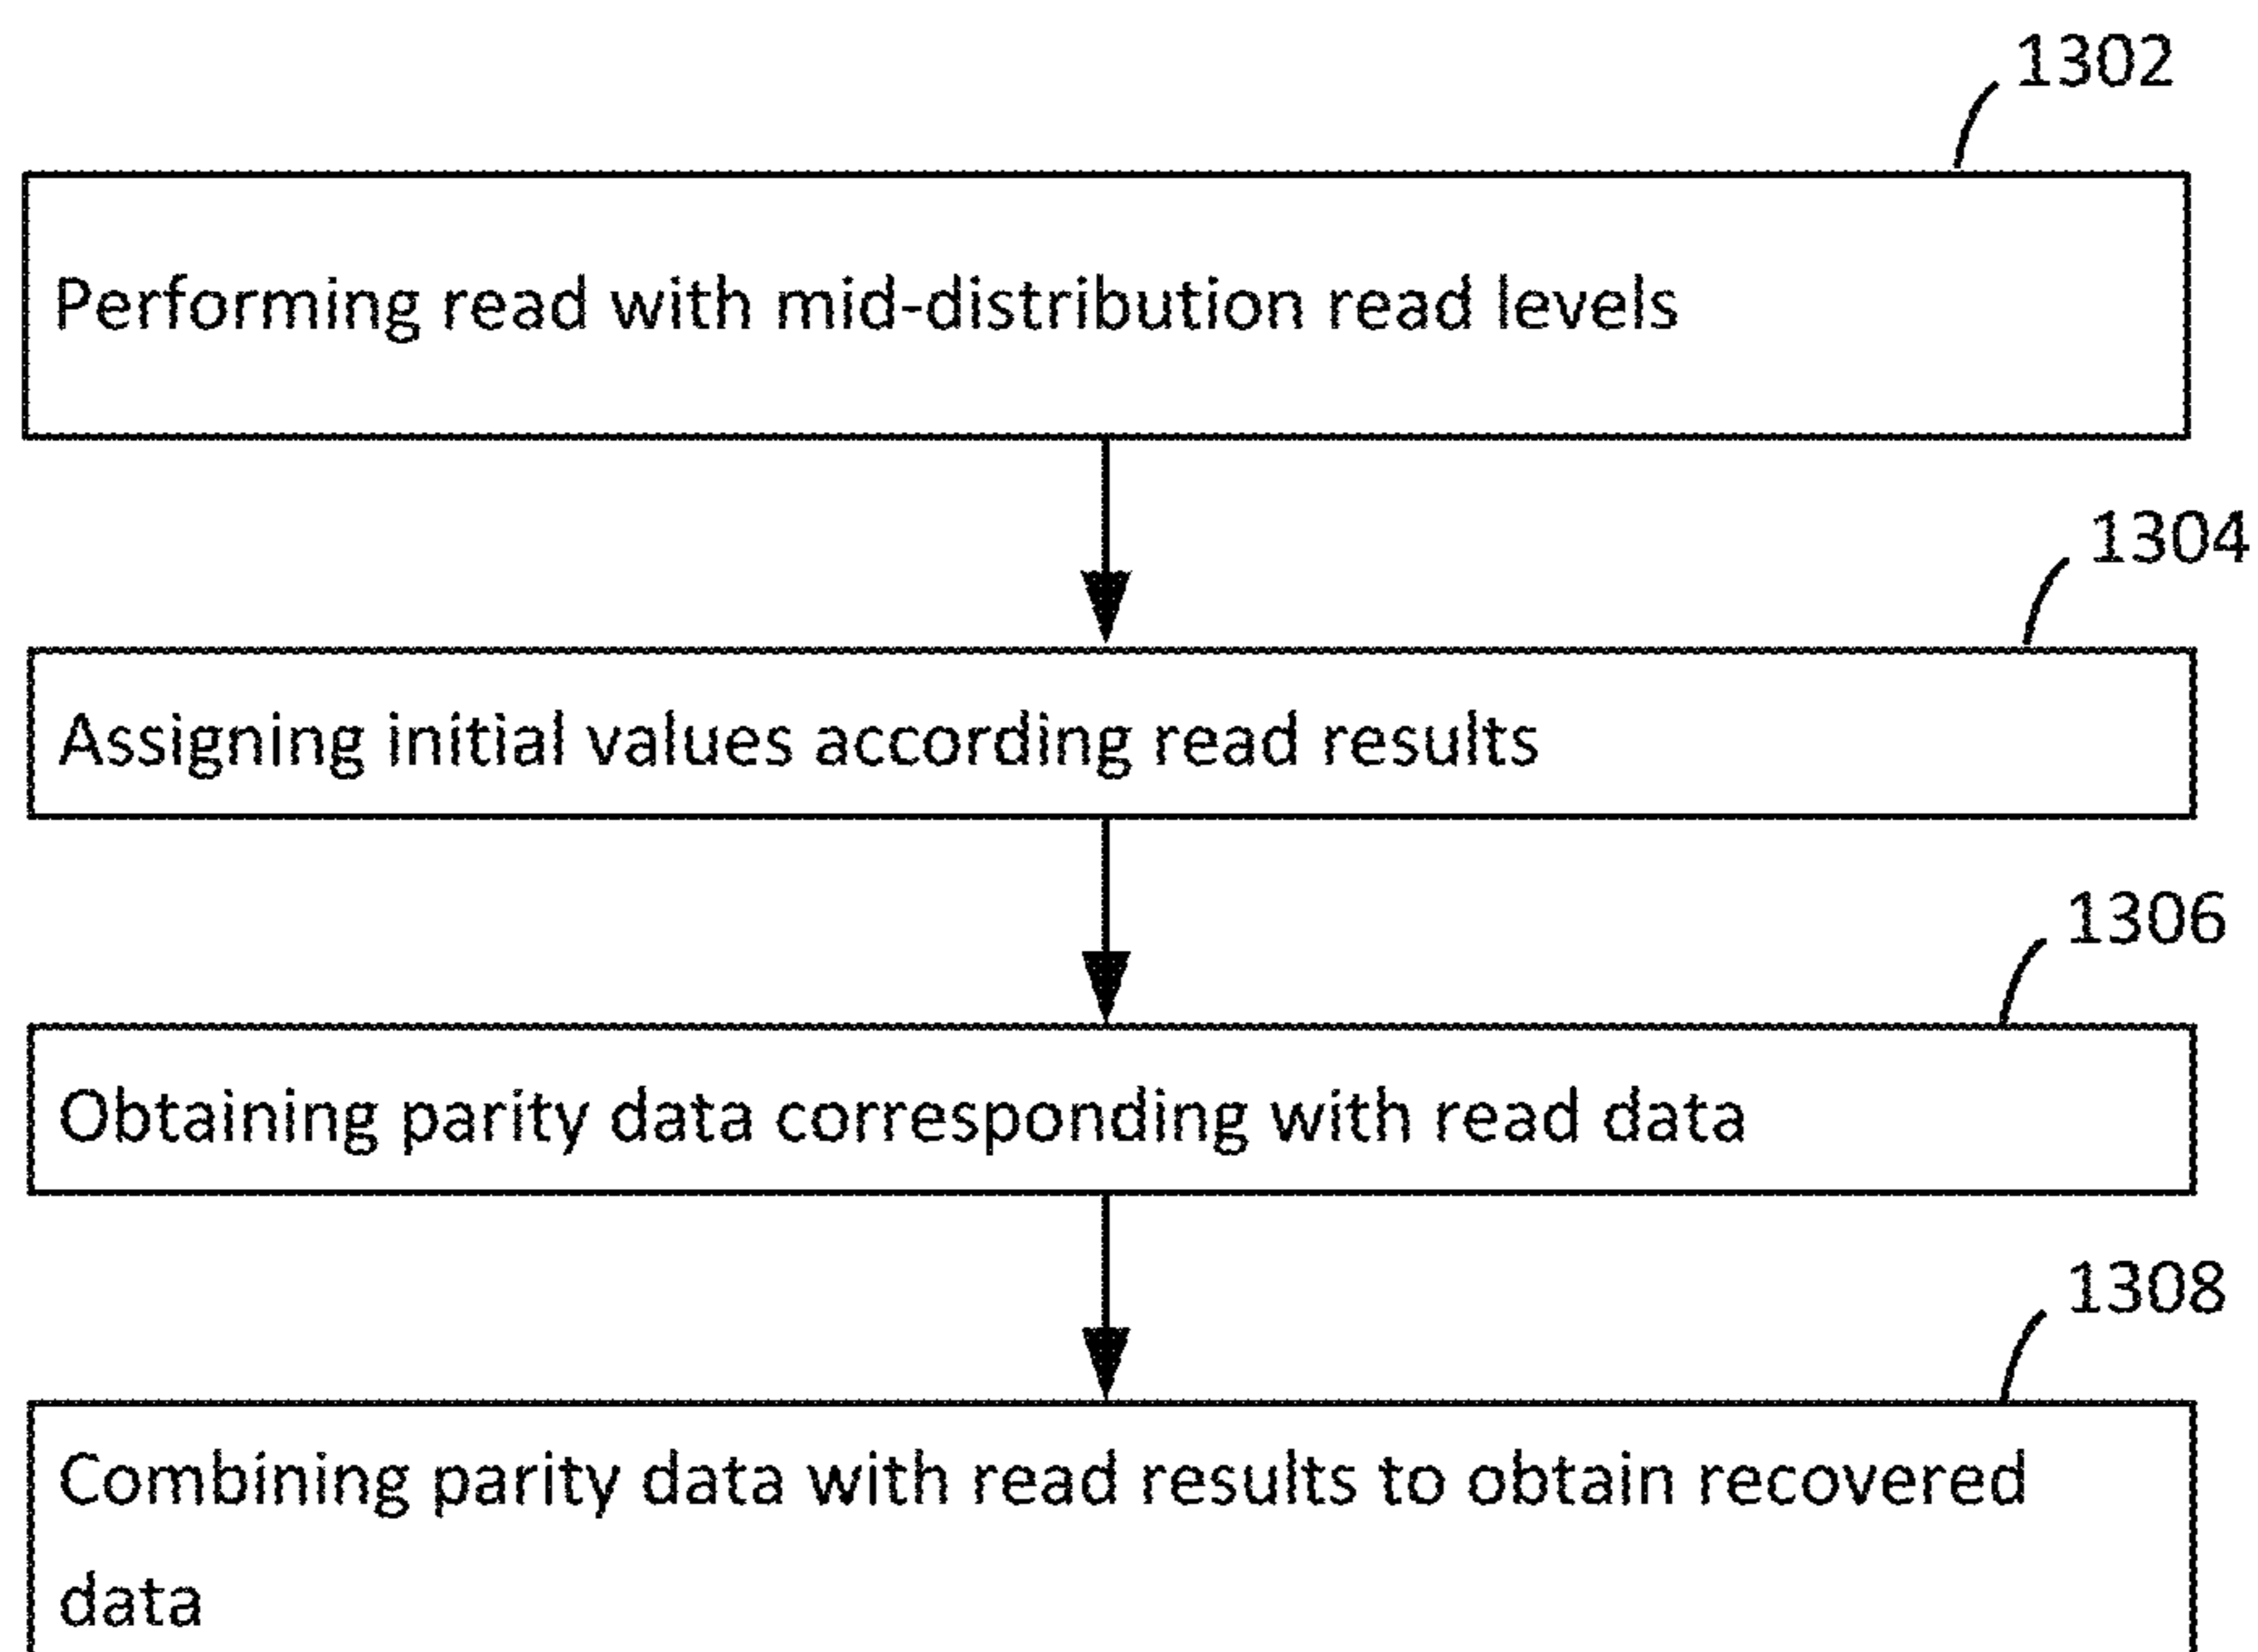 1302
Performing read with mid-distribution read levels
1304
Assigning initial values according read results
1306
Obtaining parity data corresponding with read data
1308
Combining parity data with read results to obtain recovered
data